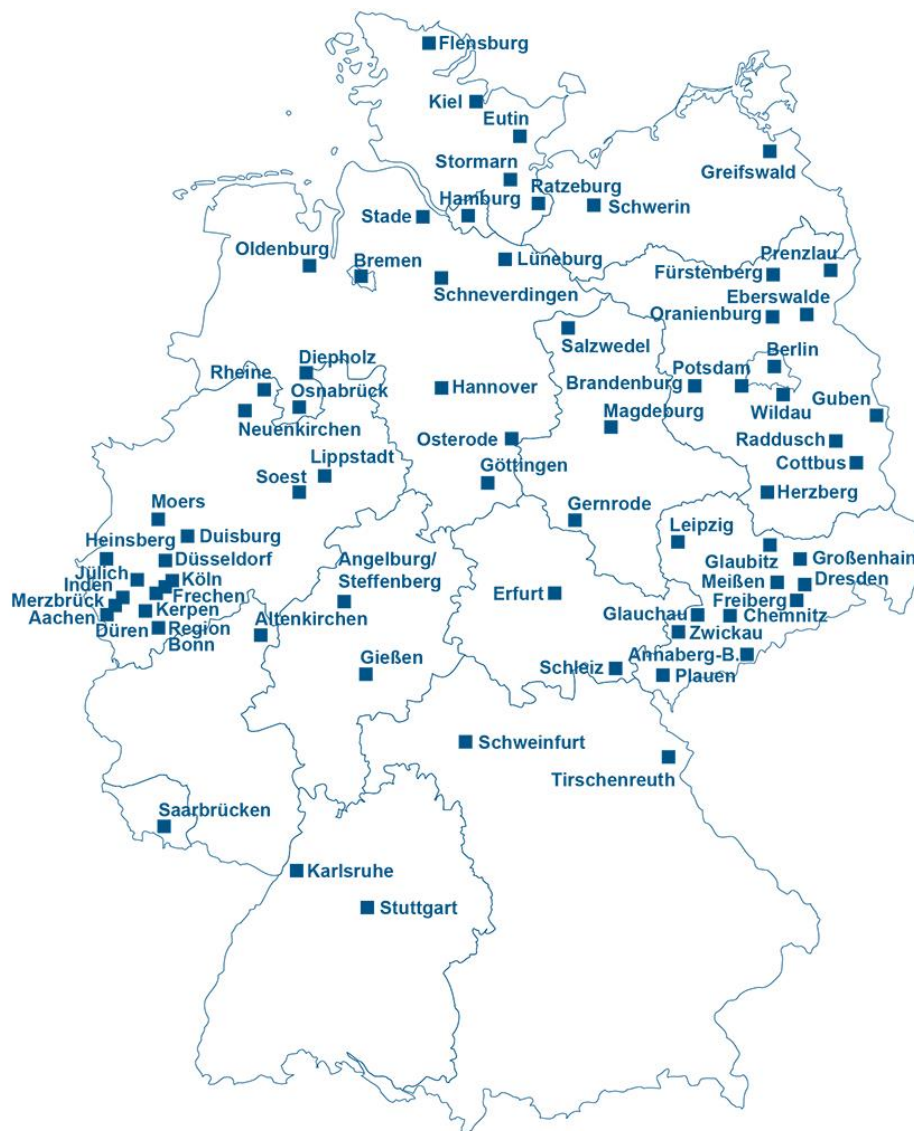 Flensburg
Kiel
Eutin
Stormarn
Greifswald
Ratzeburg
Hamburg
Schwerin
Stade
Oldenburg
Bremen
Lüneburg
Prenzlau
Fürstenberg
Schneverdingen
Eberswalde
Oranienburg
Salzwedel
Berlin
Diepholz
Rheine
Potsdam
Osnabrück
Hannover
Brandenburg
Wildau
Guben
Neuenkirchen
Magdeburg
Osterode
Raddusch
Lippstadt
Göttingen
Cottbus
Soest
Herzberg
Moers
Gernrode
Leipzig
Duisburg
Heinsberg
Düsseldorf
Angelburg/
Steffenberg
Glaubitz
Großenhain
Jülich
Köln
Meißen
Dresden
Inden
Frechen
Erfurt
Freiberg
Merzbrück
Kerpen
Aachen
Altenkirchen
Glauchau
Chemnitz
Düren
Region
Bonn
Zwickau
Gießen
Annaberg-B.
Schleiz
Plauen
Schweinfurt
Tirschenreuth
Saarbrücken
Karlsruhe
Stuttgart